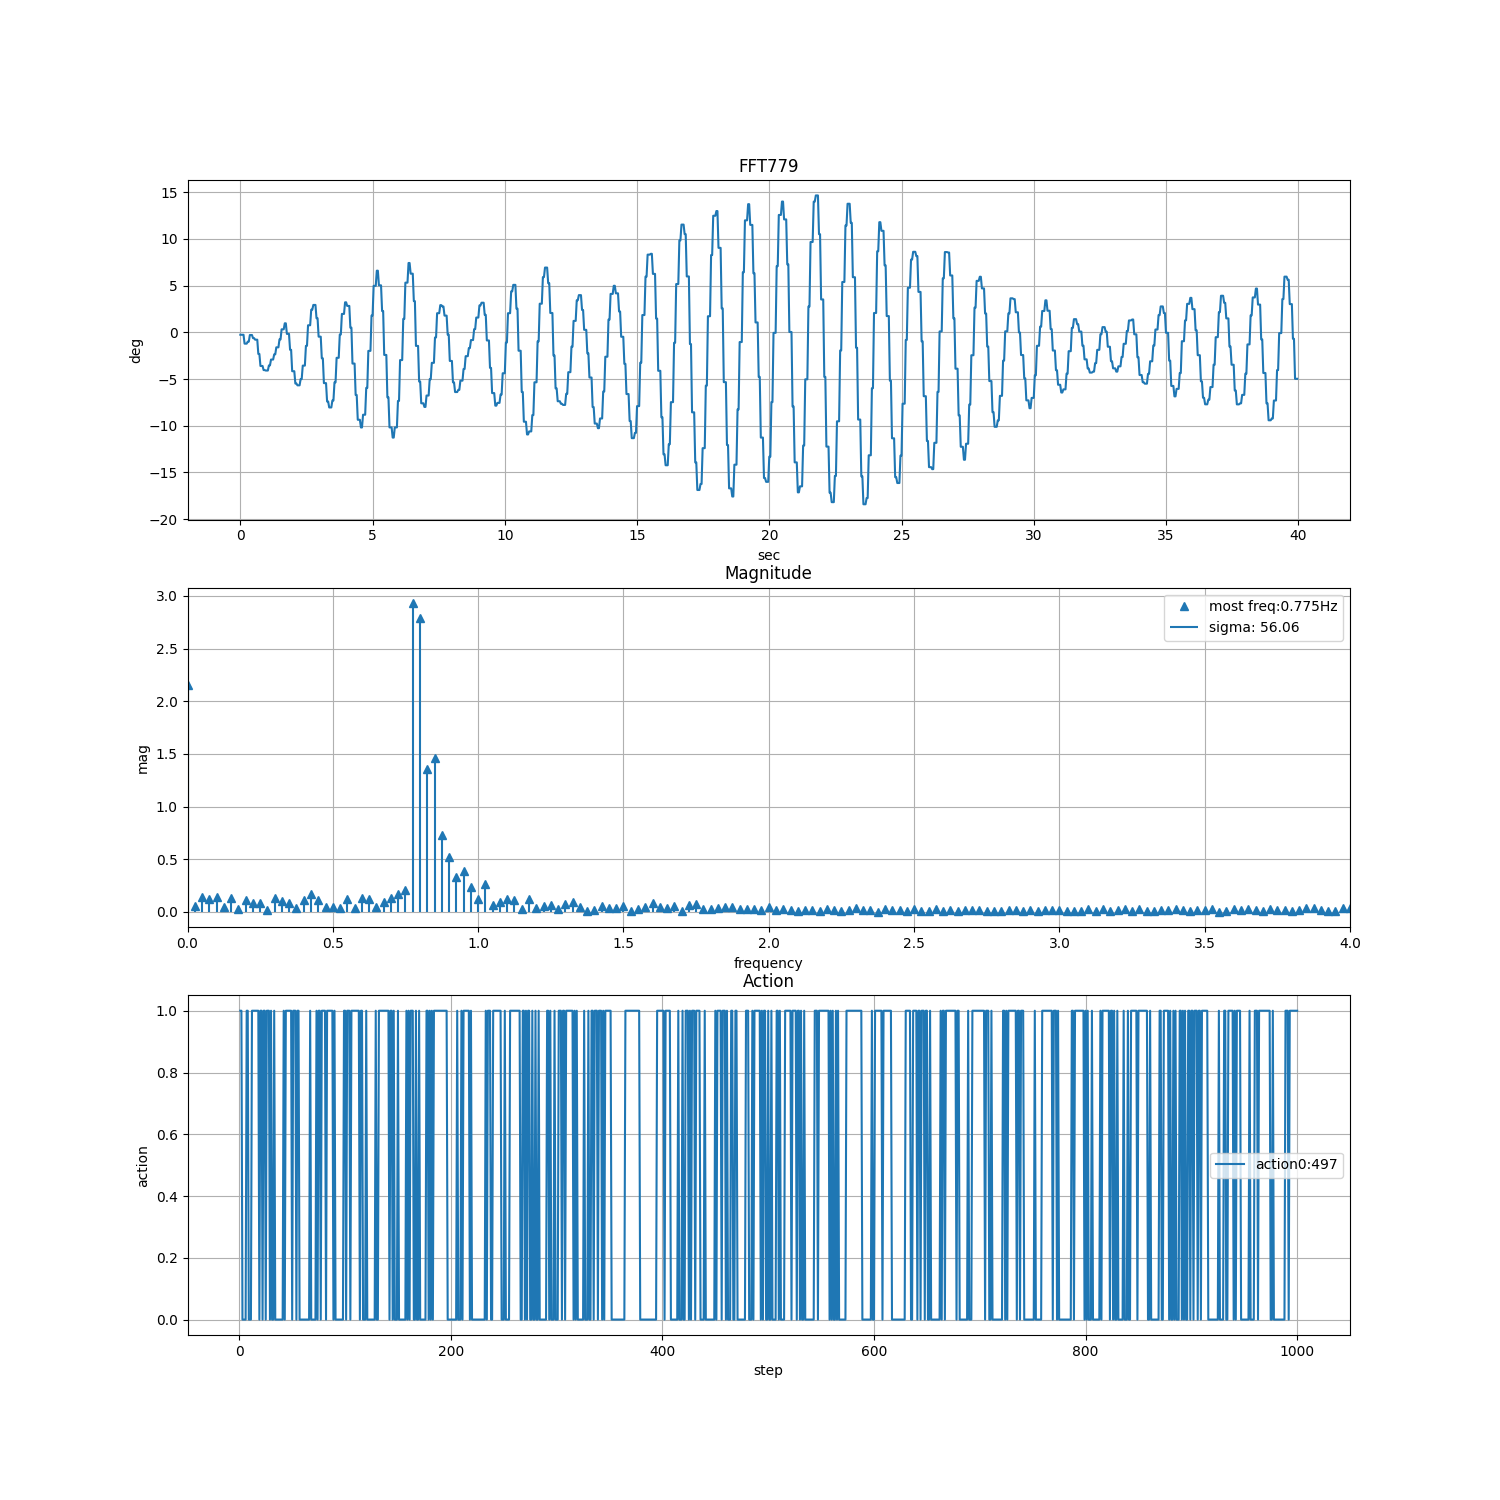 FFT779
15
10
5
0
−5
−10
−15
−20
deg
0 5 10 15 20 25 30 35 40
sec
Magnitude
3.0
2.5
2.0
1.5
1.0
0.5
0.0
mag
most freq:0.775Hz
sigma: 56.06
0.0 0.5 1.0 1.5 2.0 2.5 3.0 3.5 4.0
frequency
Action
1.0
0.8
0.6
0.4
0.2
0.0
action
action0:497
0 200 400 600 800 1000
step